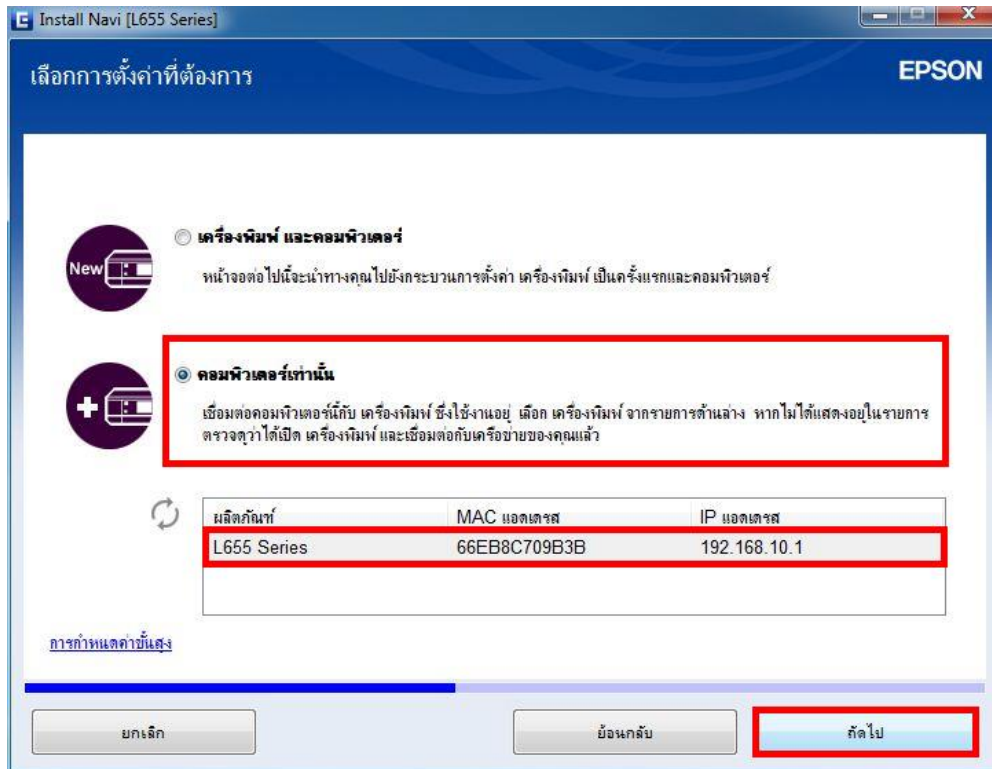 Install Navi [L655 Series]
เลือกการตั้งค่าที่ต้องการ
EPSON
New
เครื่องพิมพ์ และคอมพิวเตอร์
หน้าจอต่อไปนี้จะนำทางคุณไปยังกระบวนการตั้งค่า เครื่องพิมพ์ เป็นครั้งแรกและคอมพิวเตอร์
คอมพิวเตอร์เท่านั้น
เชื่อมต่อคอมพิวเตอร์นี้กับ เครื่องพิมพ์ ซึ่งใช้งานอยู่ เลือก เครื่องพิมพ์ จากรายการด้านล่าง หากไม่ได้แสดงอยู่ในรายการ
ตรวจดูว่าได้เปิด เครื่องพิมพ์ และเชื่อมต่อกับเครือข่ายของคุณแล้ว
ผลิตภัณฑ์ MAC แอดเดรส IP แอดเดรส
L655 Series 66EB8C709B3B 192.168.10.1
การกำหนดค่าขั้นสูง
ยกเลิก ย้อนกลับ ถัดไป